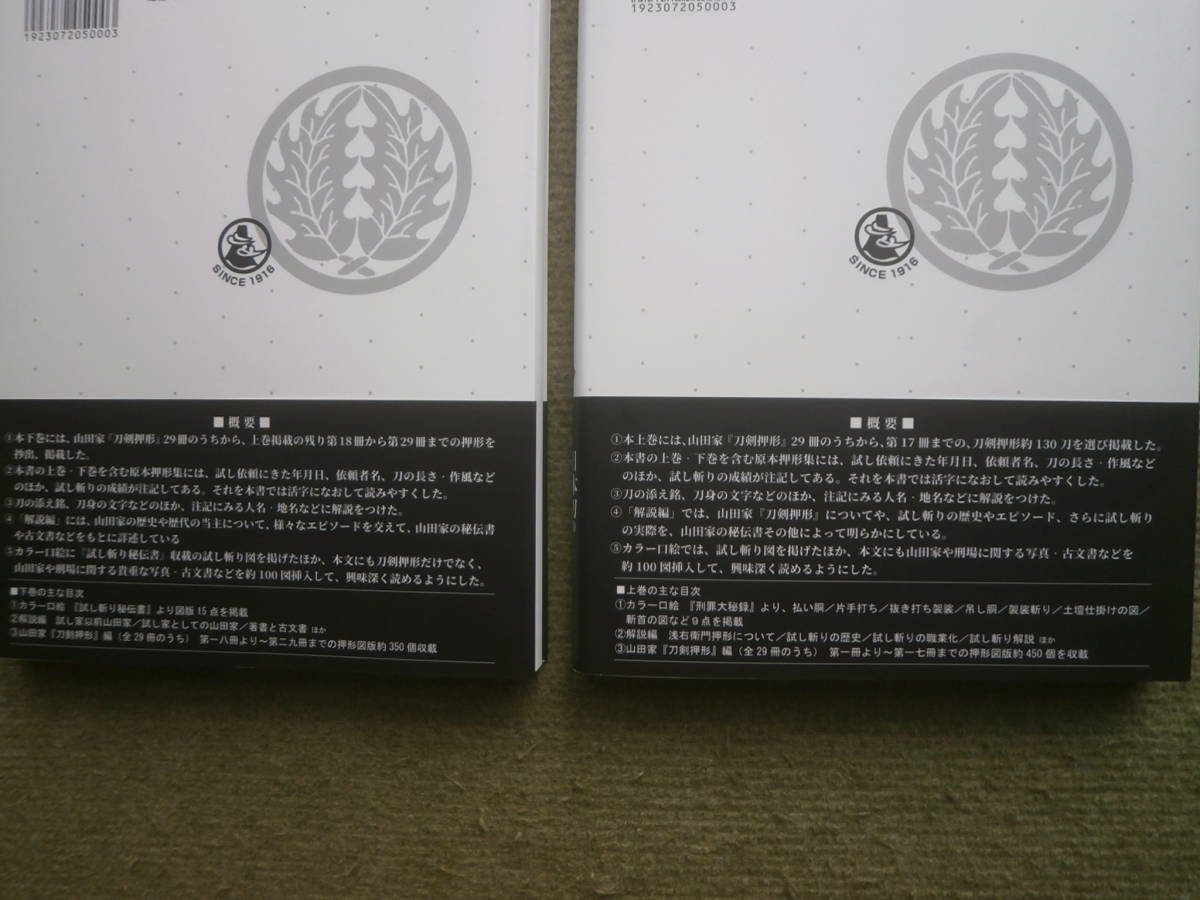 1923072050003
SINCE 1916
■概要■
①本下巻には、山田家『刀剣押形』29冊のうちから、上巻掲載の残り第18冊から第29冊までの押形を
抄出、掲載した。
②本書の上巻・下巻を含む原本押形集には、試し依頼にきた年月日、依頼者名、刀の長さ・作風など
のほか、試し斬りの成績が注記してある。それを本書では活字になおして読みやすくした。
③刀の添え銘、刀身の文字などのほか、注記にみる人名・地名などに解説をつけた。
④「解説編」には、山田家の歴史や歴代の当主について、様々なエピソードを交えて、山田家の秘伝書
や古文書などをもとに詳述している
⑤カラー口絵に『試し斬り秘伝書』収載の試し斬り図を掲げたほか、本文にも刀剣押形だけでなく、
山田家や刑場に関する貴重な写真・古文書などを約100図挿入して、興味深く読めるようにした。
■下巻の主な目次
①カラー口絵 『試し斬り秘伝書』より図版15点を掲載
②解説編 試し家以前山田家／試し家としての山田家／著書と古文書 ほか
③山田家『刀剣押形』編（全29冊のうち） 第一八冊より～第二九冊までの押形図版約350個収載
1923072050003
SINCE 1916
■概要■
①本上巻には、山田家『刀剣押形』29冊のうちから、第17冊までの、刀剣押形約130刀を選び掲載した。
②本書の上巻・下巻を含む原本押形集には、試し依頼にきた年月日、依頼者名、刀の長さ・作風など
のほか、試し斬りの成績が注記してある。それを本書では活字になおして読みやすくした。
③刀の添え銘、刀身の文字などのほか、注記にみる人名・地名などに解説をつけた。
④「解説編」では、山田家『刀剣押形』についてや、試し斬りの歴史やエピソード、さらに試し斬り
の実際を、山田家の秘伝書その他によって明らかにしている。
⑤カラー口絵では、試し斬り図を掲げたほか、本文にも山田家や刑場に関する写真・古文書などを
約100図挿入して、興味深く読めるようにした。
■上巻の主な目次
①カラー口絵 『刑罪大秘録』より、払い胴／片手打ち／抜き打ち製装／吊し胴／製装斬り／土壇仕掛けの図／
斬首の図など9点を掲載
②解説編 浅右衛門押形について／試し斬りの歴史／試し斬りの職業化／試し斬り解説 ほか
③山田家『刀剣押形』編（全29冊のうち） 第一冊より～第一七冊までの押形図版約450個を収載